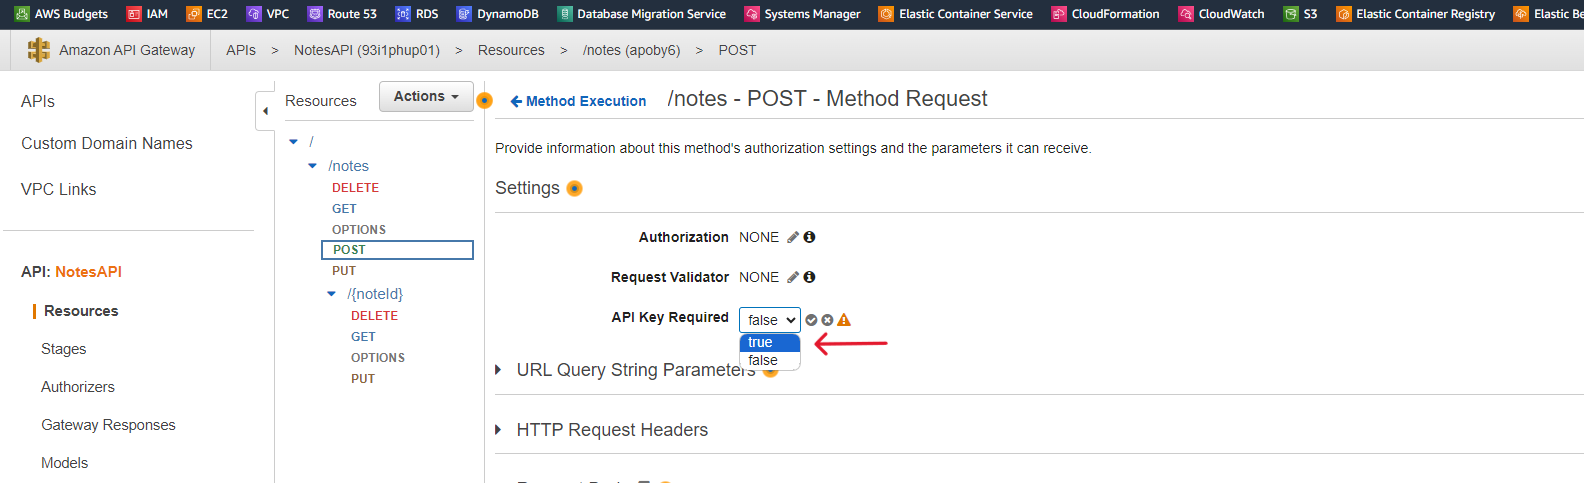 AWS Budgets IAM EC2 VPC Route 53 RDS DynamoDB Database Migration Service Systems Manager Elastic Container Service CloudFormation CloudWatch S3 Elastic Container Registry Elastic Be
Amazon API Gateway APIs > NotesAPI (93i1phup01) > Resources > /notes (apoby6) > POST
APIs
Custom Domain Names
VPC Links
API: NotesAPI
Resources
Stages
Authorizers
Gateway Responses
Models
Resources Actions
/
/notes
DELETE
GET
OPTIONS
POST
PUT
/{noteId}
DELETE
GET
OPTIONS
PUT
Method Execution /notes - POST - Method Request
Provide information about this method's authorization settings and the parameters it can receive.
Settings
Authorization NONE
Request Validator NONE
API Key Required false
true
false
URL Query String Parameters
HTTP Request Headers